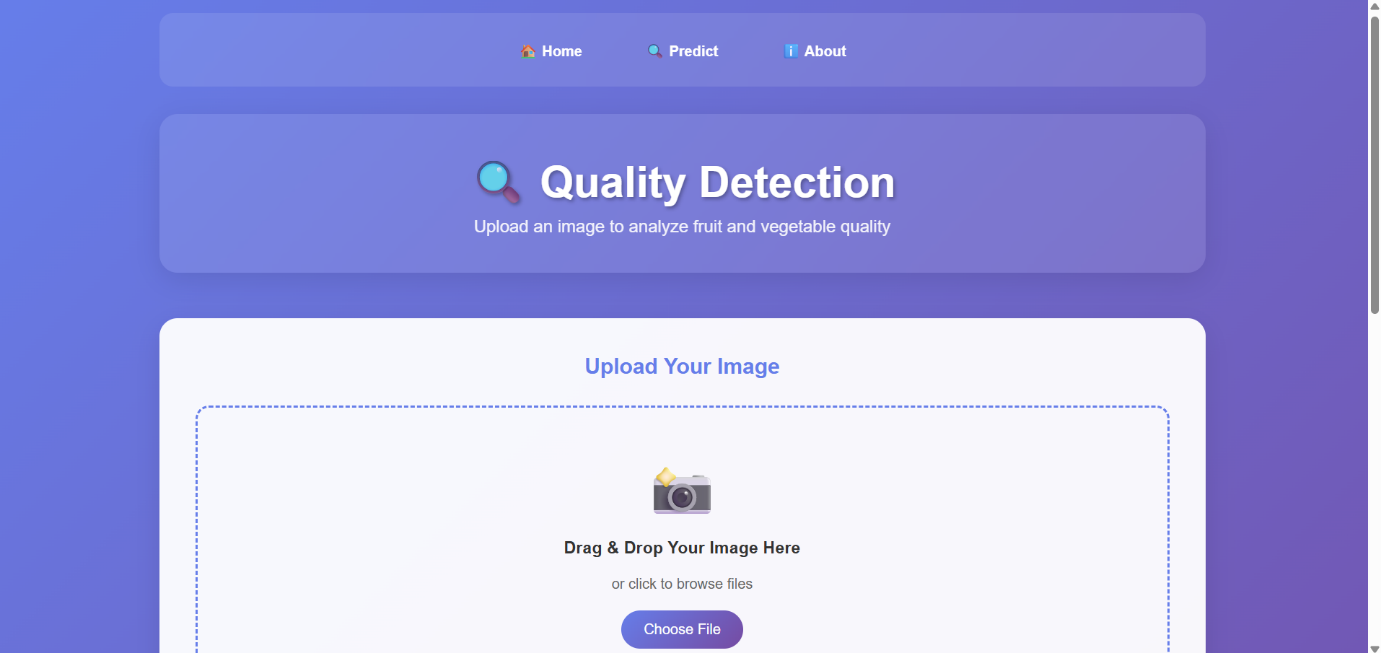 Home
Predict
About
Quality Detection
Upload an image to analyze fruit and vegetable quality
Upload Your Image
Drag & Drop Your Image Here
or click to browse files
Choose File